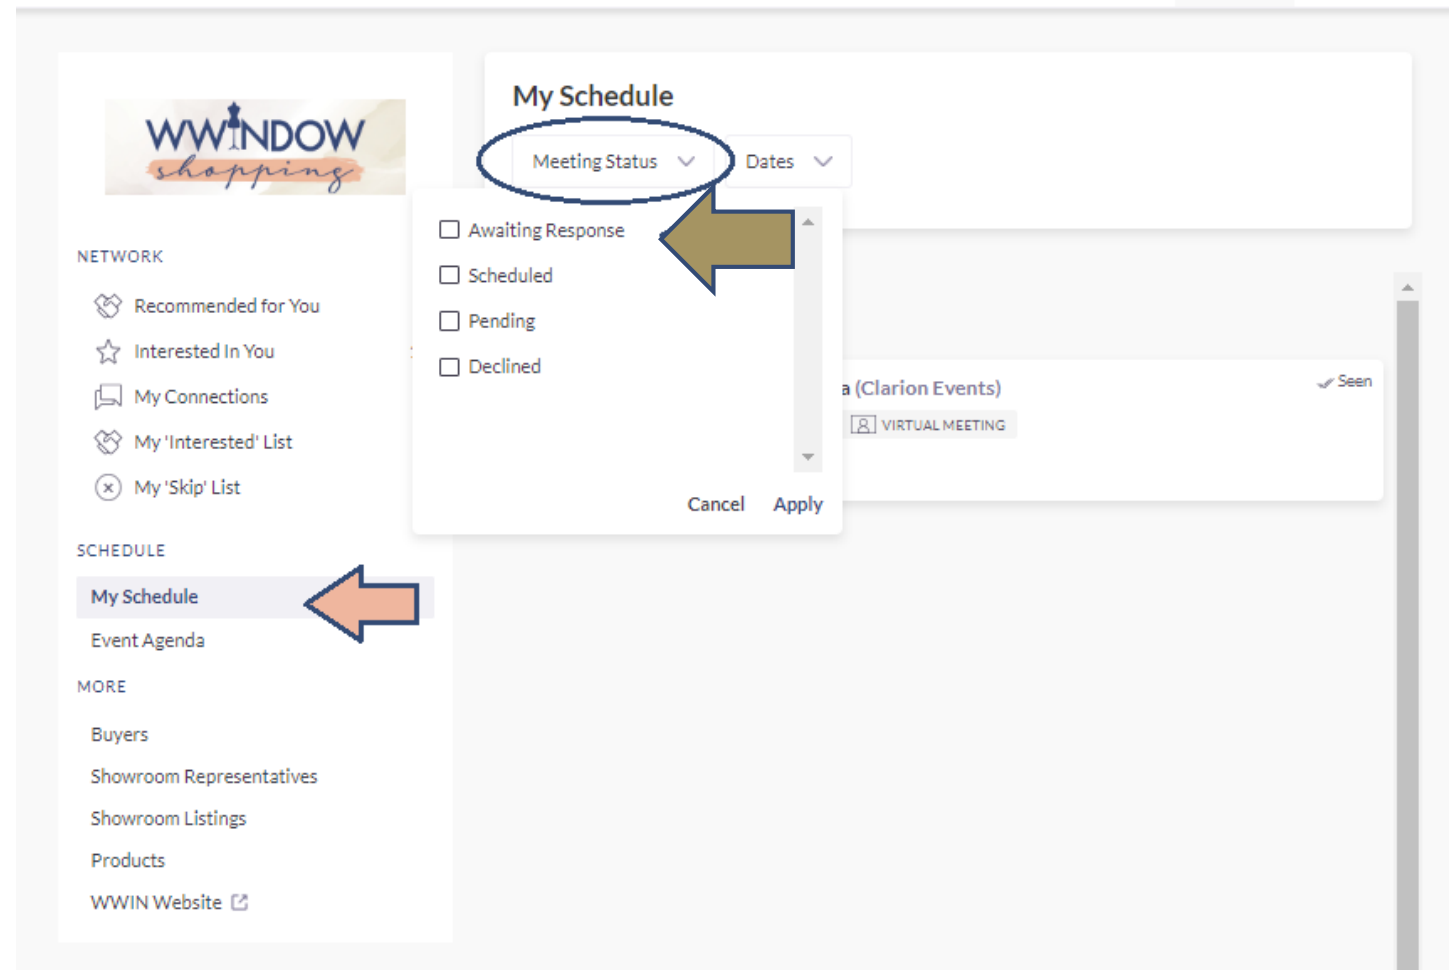 WWINDOW
shopping
NETWORK
Recommended for You
Interested In You
My Connections
My 'Interested' List
My 'Skip' List
SCHEDULE
My Schedule
Event Agenda
MORE
Buyers
Showroom Representatives
Showroom Listings
Products
WWIN Website
My Schedule
Meeting Status
Dates
Awaiting Response
Scheduled
Pending
Declined
Cancel Apply
a (Clarion Events)
Seen
VIRTUAL MEETING